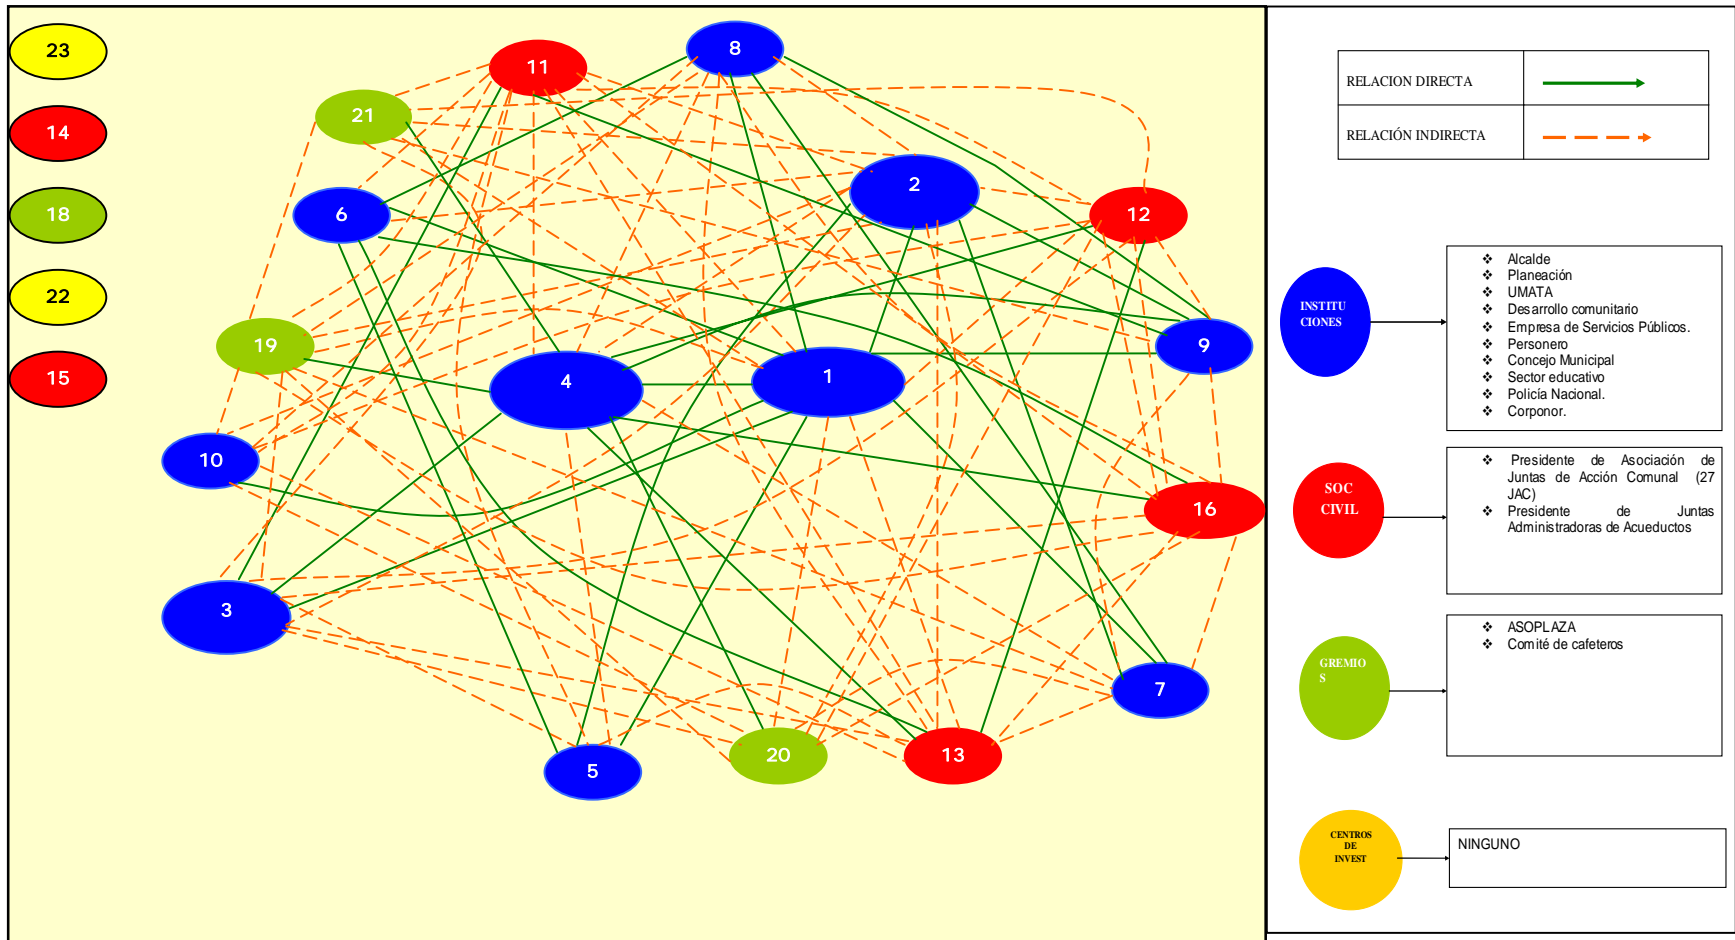 23
14
18
22
15
11
8
21
2
6
12
19
9
4
1
10
16
3
7
5
20
13
RELACION DIRECTA
RELACIÓN INDIRECTA
INSTITU
CIONES
❖ Alcalde
❖ Planeación
❖ UMATA
❖ Desarrollo comunitario
❖ Empresa de Servicios Públicos.
❖ Personero
❖ Concejo Municipal
❖ Sector educativo
❖ Policía Nacional.
❖ Corponor.
SOC
CIVIL
❖ Presidente de Asociación de
Juntas de Acción Comunal (27
JAC)
❖ Presidente de Juntas
Administradoras de Acueductos
GREMIO
S
❖ ASOPLAZA
❖ Comité de cafeteros
CENTROS
DE
INVEST
NINGUNO